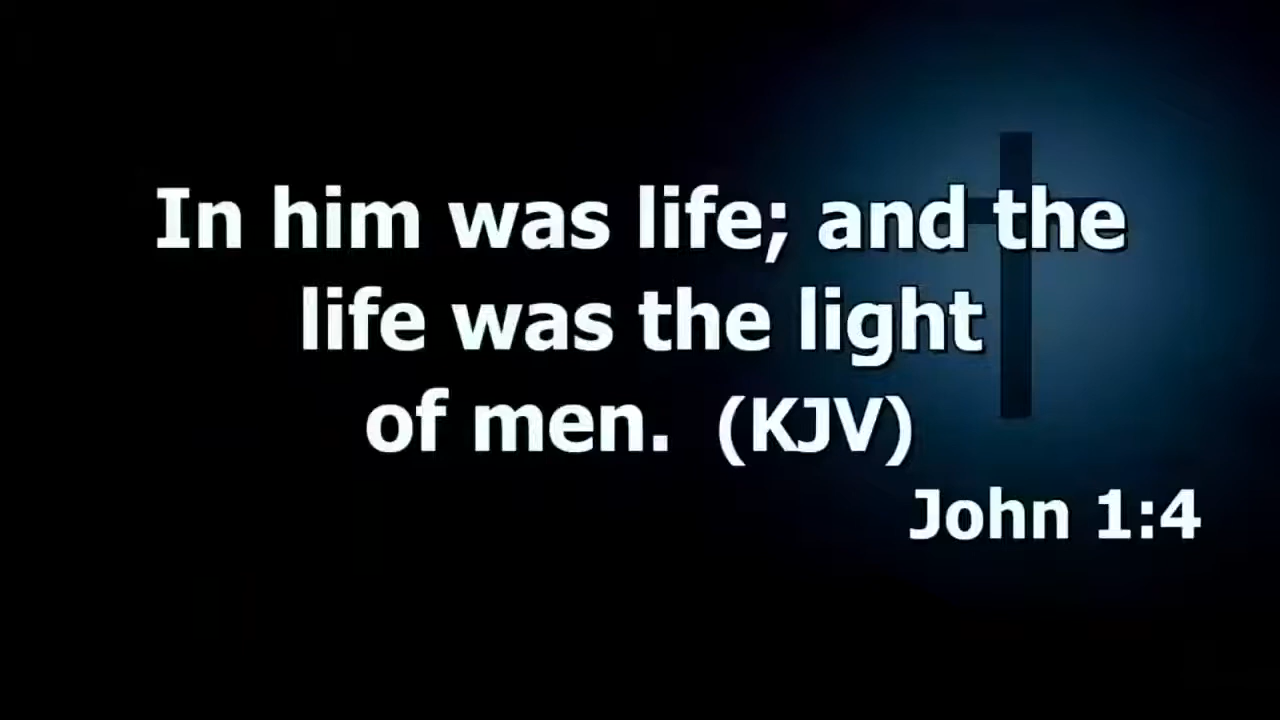 In him was life; and the
life was the light
of men. (KJV)
John 1:4